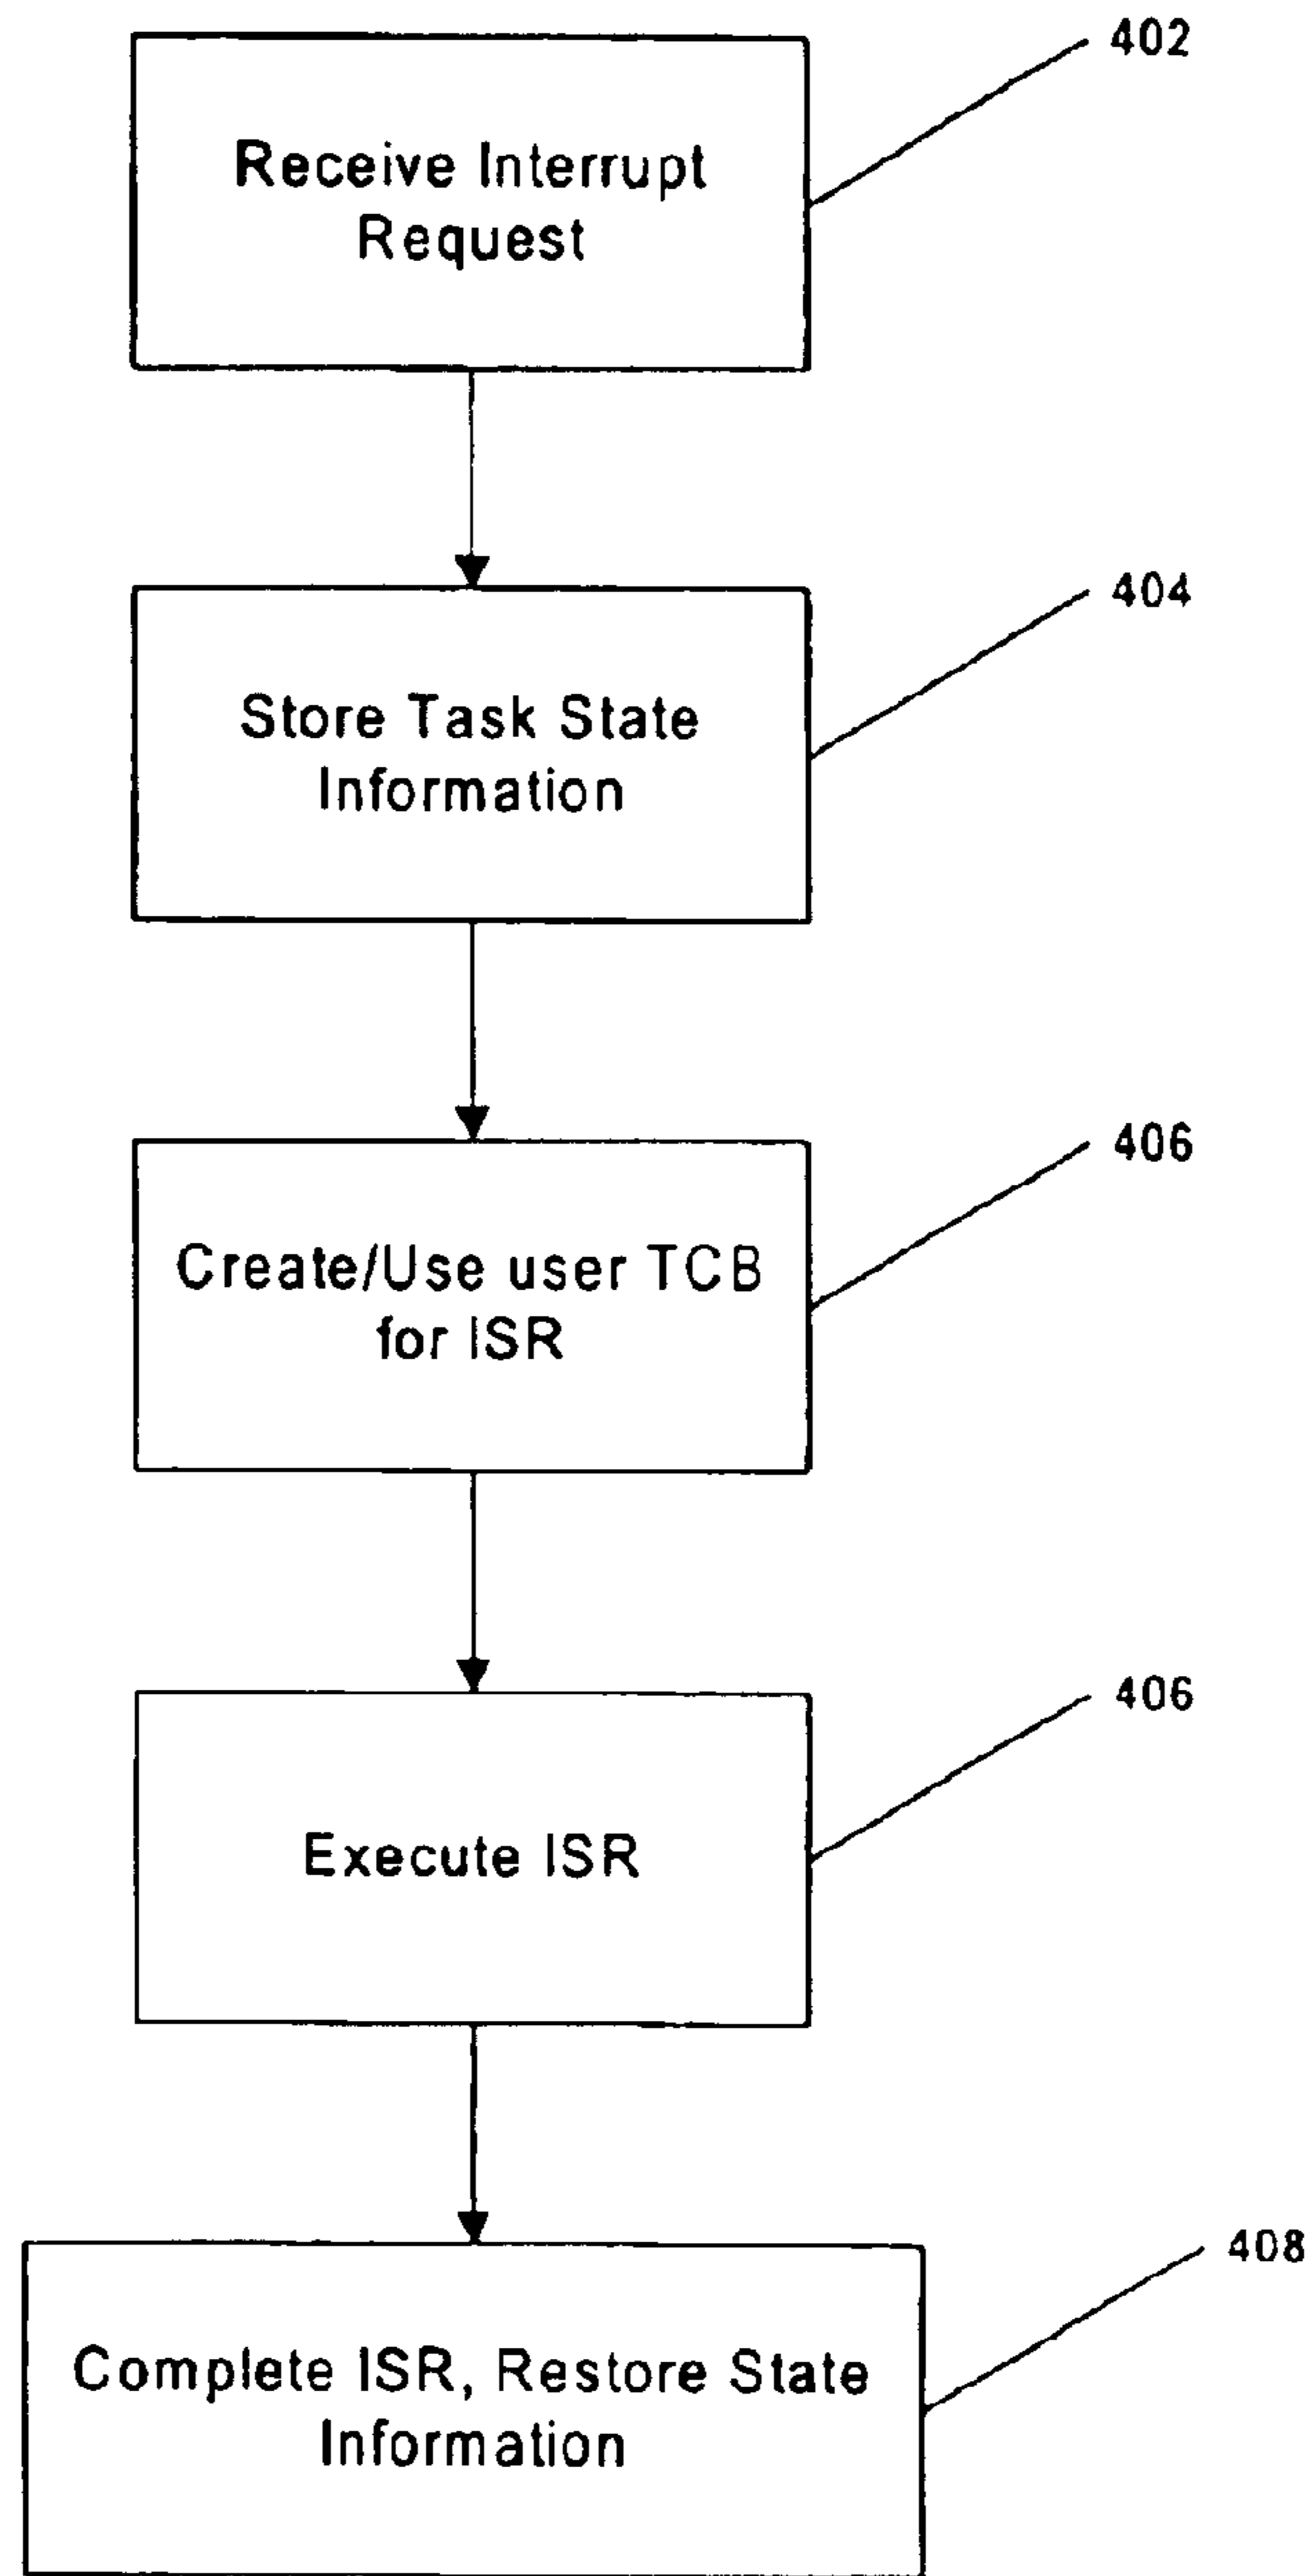 402
Receive Interrupt
Request
404
Store Task State
Information
406
Create/Use user TCB
for ISR
406
Execute ISR
408
Complete ISR, Restore State
Information